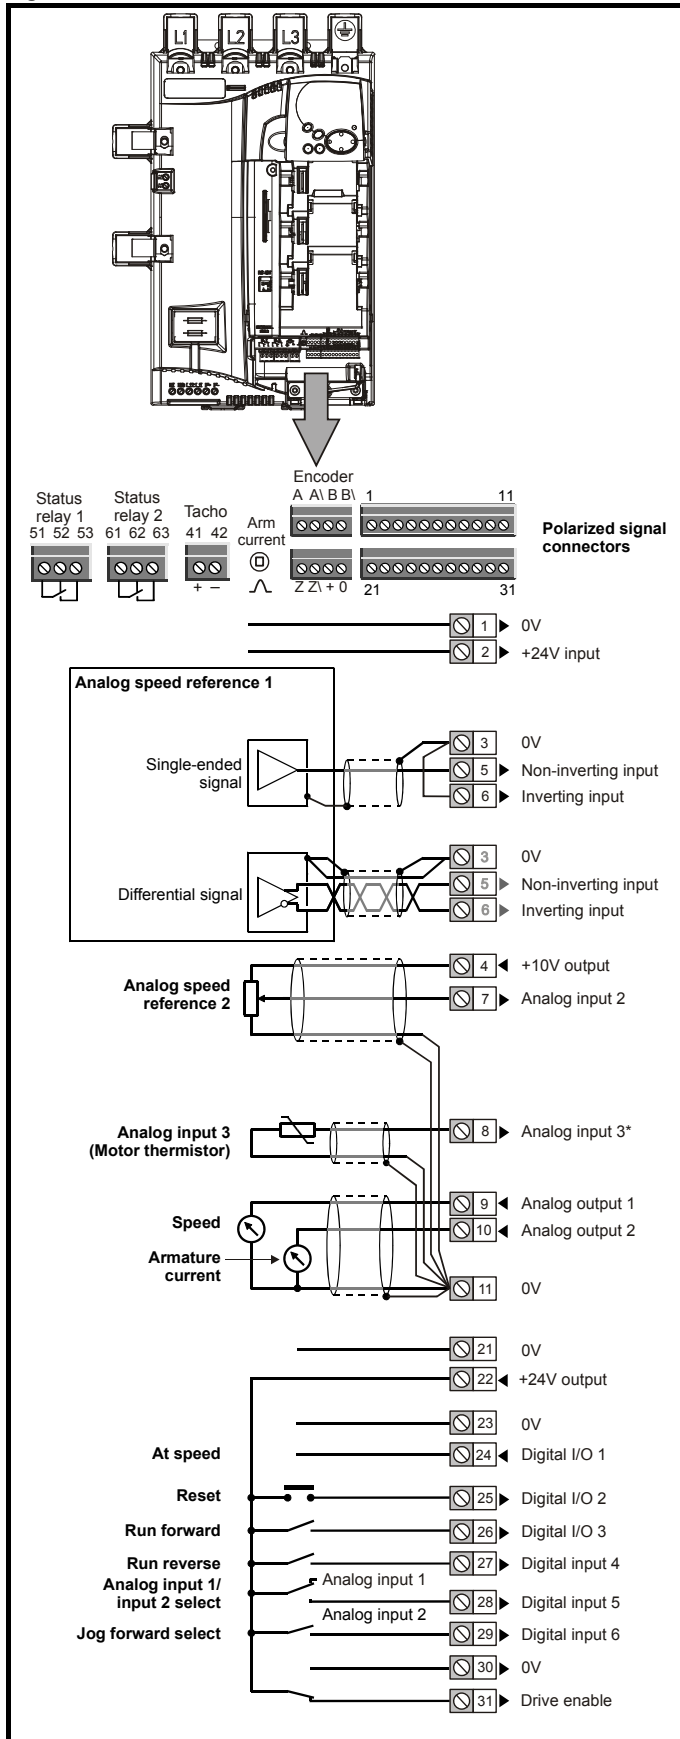 L1 L2 L3
Encoder
A A\ B B\ 1 11
Status relay 1
51 52 53
Status relay 2
61 62 63
Tacho
41 42
+ –
Arm current
Z Z\ + 0 21 31
Polarized signal connectors
1 0V
2 +24V input
Analog speed reference 1
Single-ended signal
3 0V
5 Non-inverting input
6 Inverting input
Differential signal
3 0V
5 Non-inverting input
6 Inverting input
Analog speed reference 2
4 +10V output
7 Analog input 2
Analog input 3
(Motor thermistor)
8 Analog input 3*
Speed
9 Analog output 1
10 Analog output 2
Armature current
11 0V
21 0V
22 +24V output
23 0V
At speed 24 Digital I/O 1
Reset 25 Digital I/O 2
Run forward 26 Digital I/O 3
Run reverse 27 Digital input 4
Analog input 1/
input 2 select
Analog input 1
28 Digital input 5
Analog input 2
Jog forward select 29 Digital input 6
30 0V
31 Drive enable